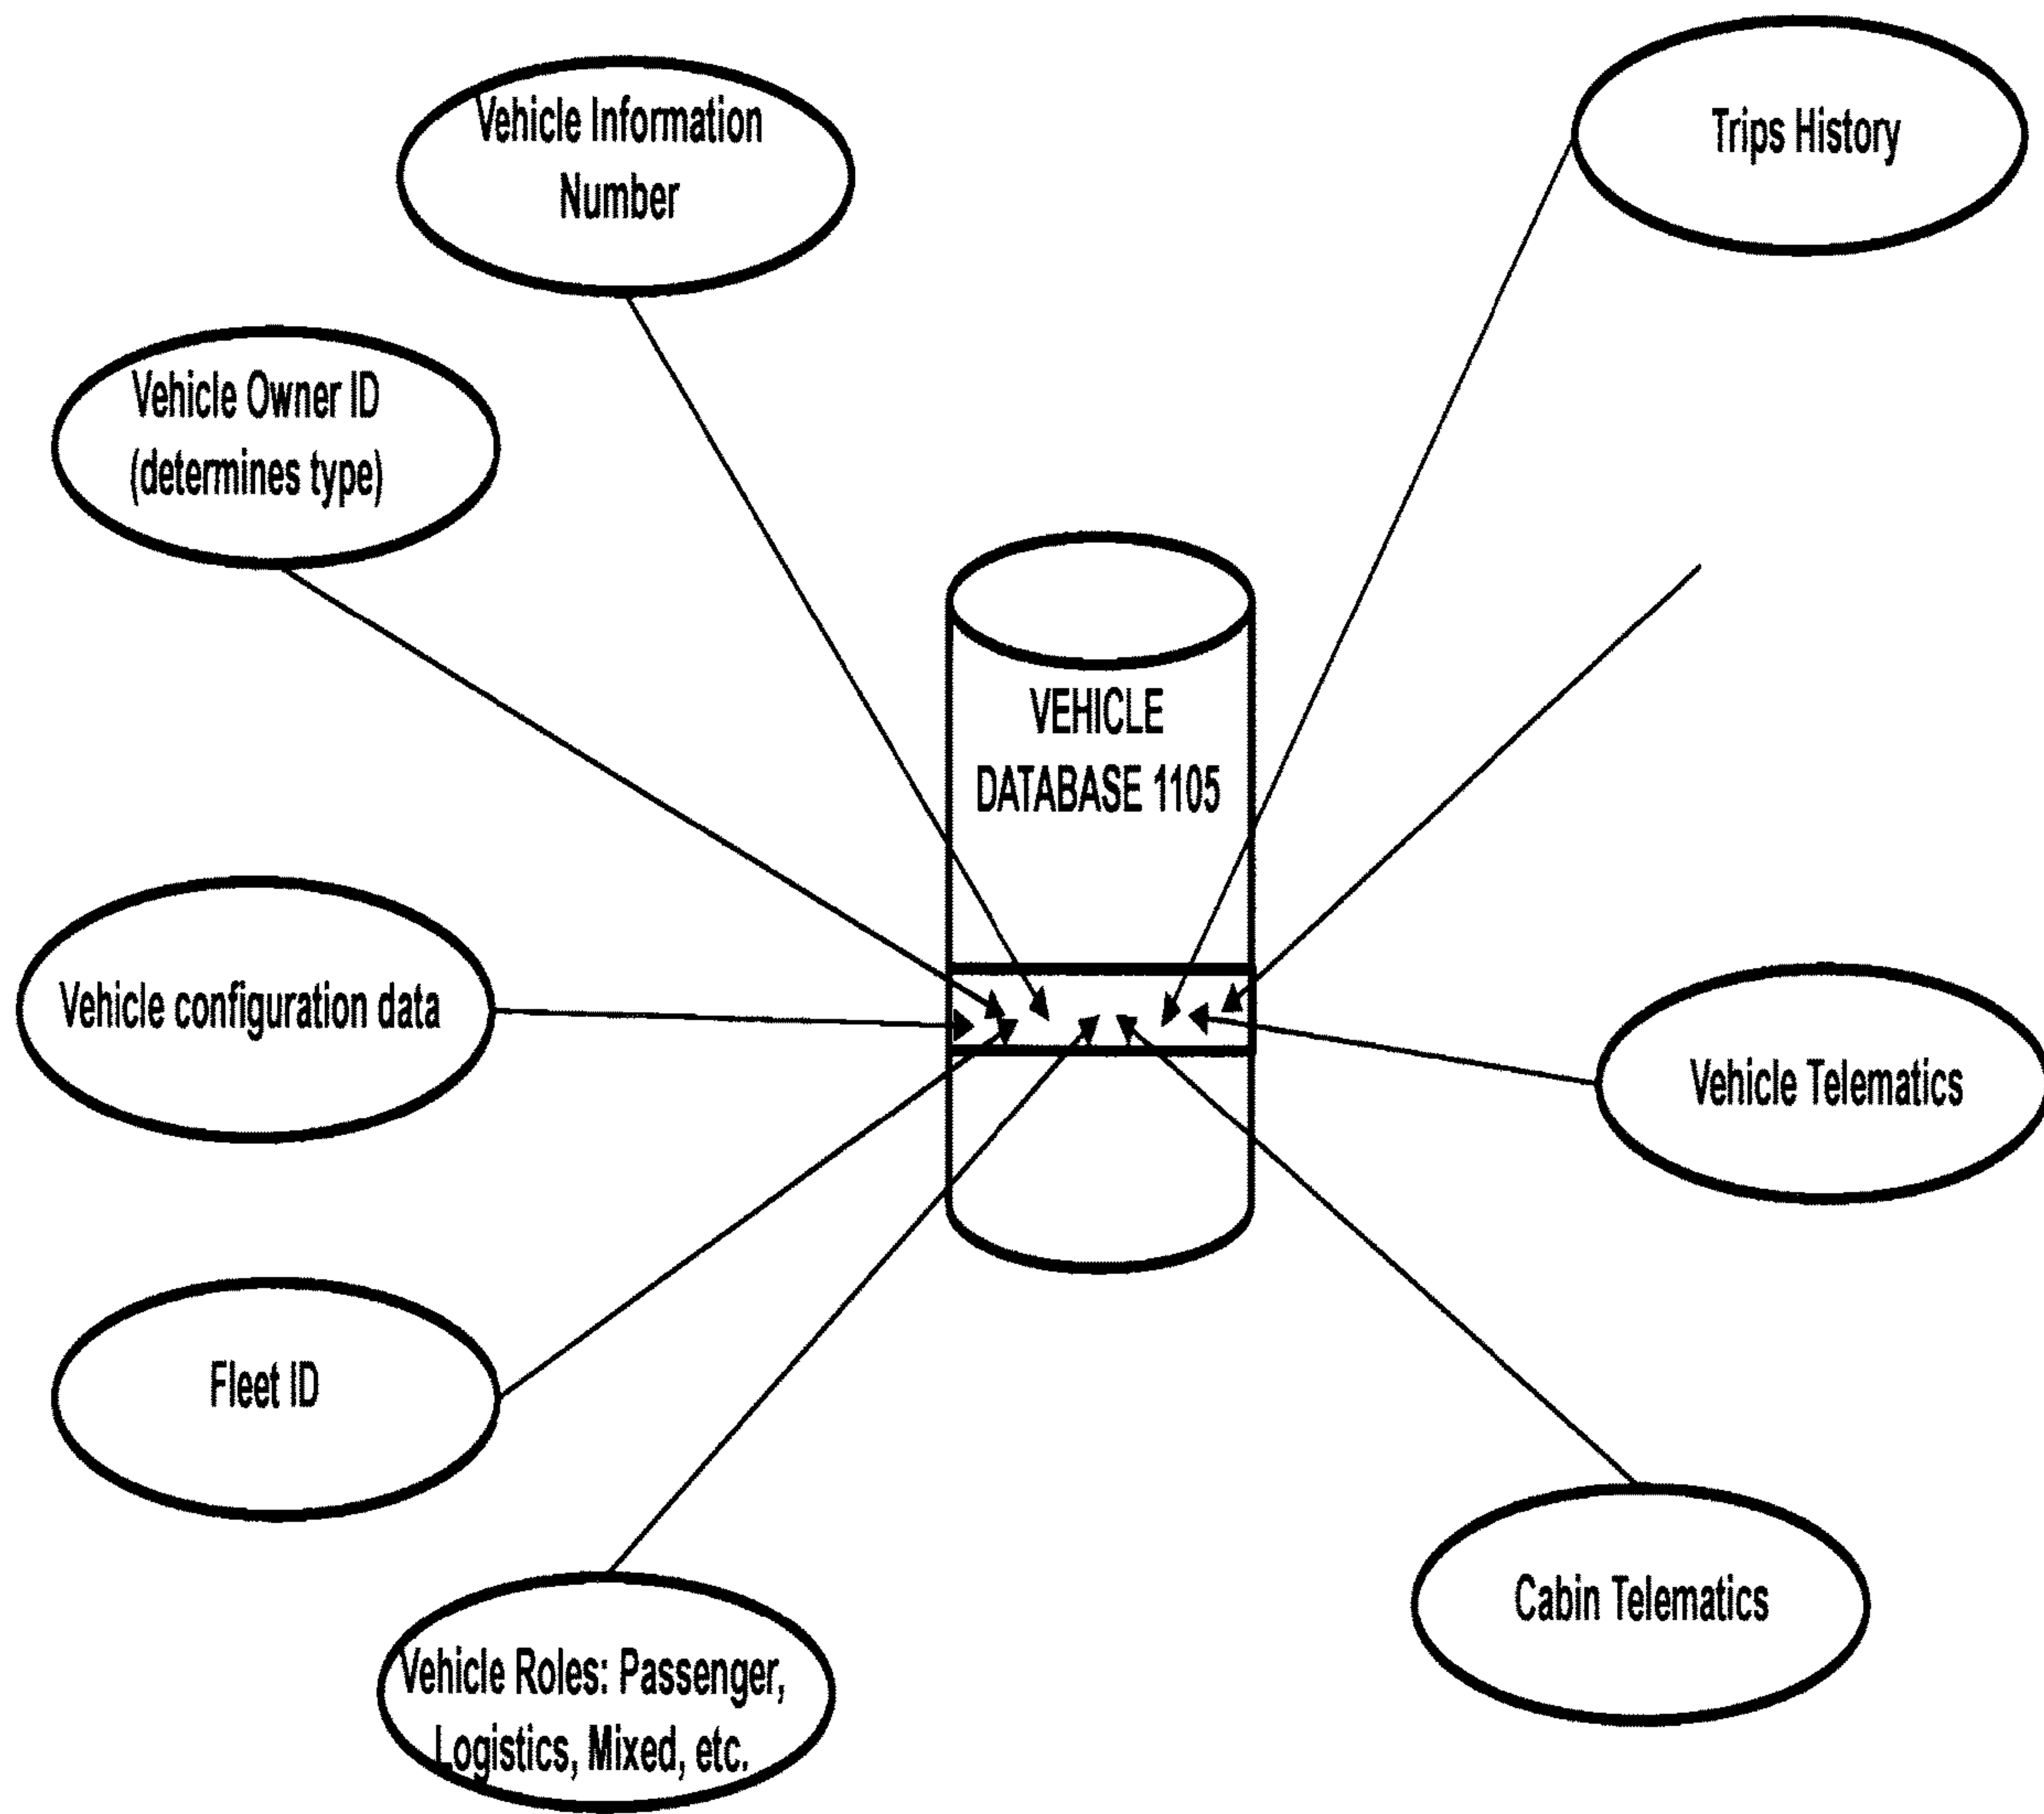 Vehicle Information
Number
Trips History
Vehicle Owner ID
(determines type)
VEHICLE
DATABASE 1105
Vehicle configuration data
Vehicle Telematics
Fleet ID
Cabin Telematics
Vehicle Roles: Passenger,
Logistics, Mixed, etc.